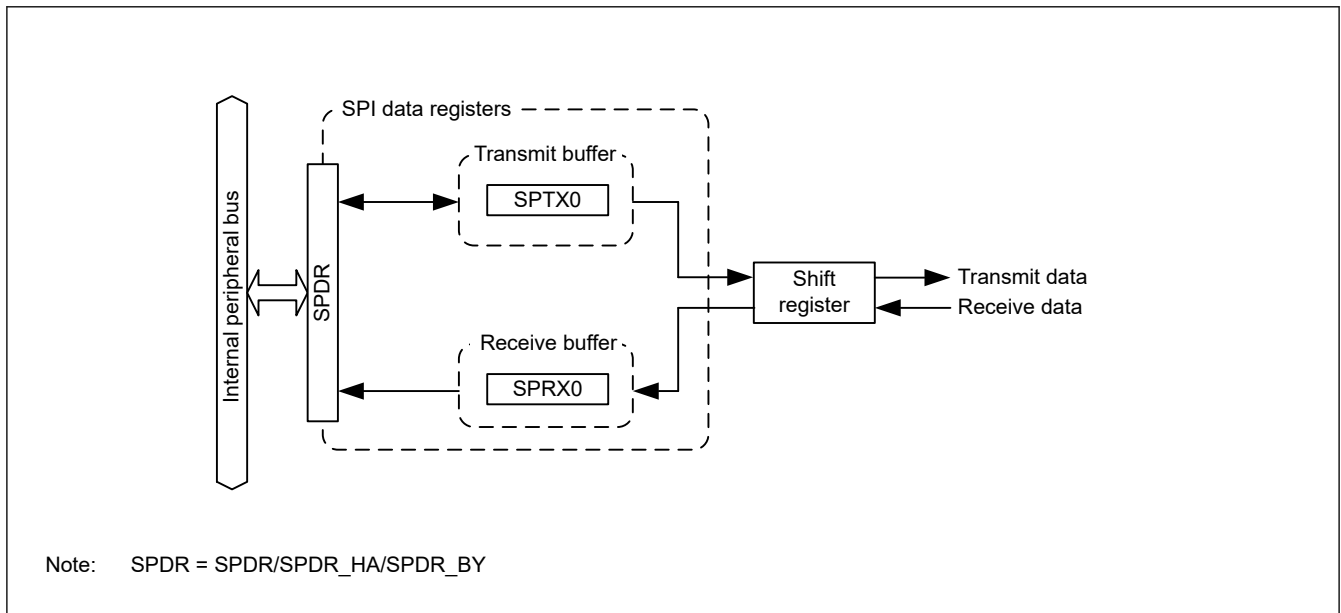 SPI data registers
Transmit buffer
SPTX0
Internal peripheral bus
SPDR
Shift
register
Transmit data
Receive data
Receive buffer
SPRX0
Note: SPDR = SPDR/SPDR_HA/SPDR_BY